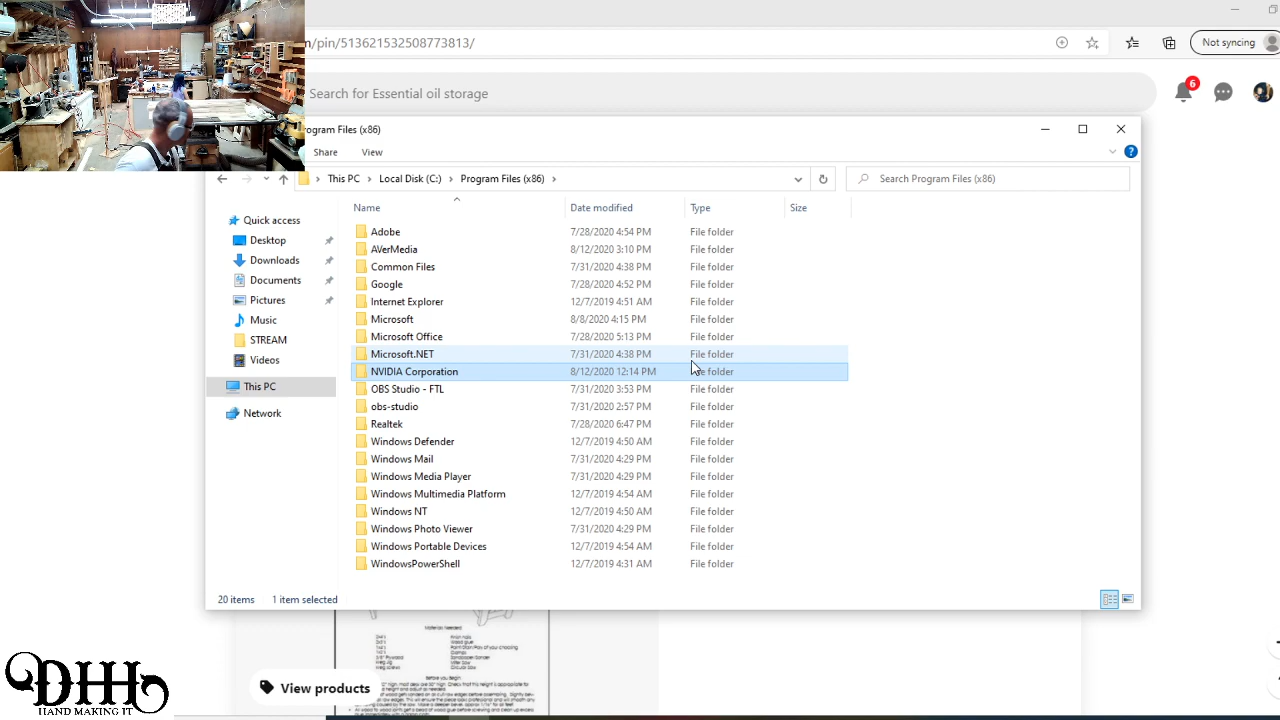 /pin/513621532508773813/
Not syncing
Search for Essential oil storage
6
ogram Files (x86)
Share View
This PC Local Disk (C:) Program Files (x86)
Search Program Files (x86)
Name Date modified Type Size
Quick access
Desktop
Downloads
Documents
Pictures
Music
STREAM
Videos
This PC
Network
Adobe 7/28/2020 4:54 PM File folder
AVerMedia 8/12/2020 3:10 PM File folder
Common Files 7/31/2020 4:38 PM File folder
Google 7/28/2020 4:52 PM File folder
Internet Explorer 12/7/2019 4:51 AM File folder
Microsoft 8/8/2020 4:15 PM File folder
Microsoft Office 7/28/2020 5:13 PM File folder
Microsoft.NET 7/31/2020 4:38 PM File folder
NVIDIA Corporation 8/12/2020 12:14 PM File folder
OBS Studio - FTL 7/31/2020 3:53 PM File folder
obs-studio 7/31/2020 2:57 PM File folder
Realtek 7/28/2020 6:47 PM File folder
Windows Defender 12/7/2019 4:50 AM File folder
Windows Mail 7/31/2020 4:29 PM File folder
Windows Media Player 7/31/2020 4:29 PM File folder
Windows Multimedia Platform 12/7/2019 4:54 AM File folder
Windows NT 12/7/2019 4:50 AM File folder
Windows Photo Viewer 7/31/2020 4:29 PM File folder
Windows Portable Devices 12/7/2019 4:54 AM File folder
WindowsPowerShell 12/7/2019 4:31 AM File folder
20 items 1 item selected
Materials Needed:
Wood glue
Before you Begin
View products
DHH
AND MAKING IT